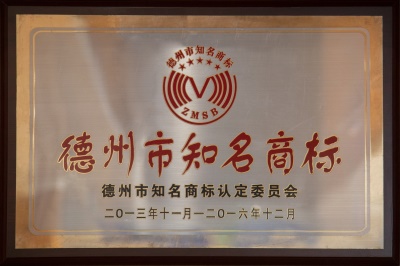 德州市知名商标
ZMSB
德州市知名商标
德州市知名商标认定委员会
二〇一三年十一月—二〇一六年十二月